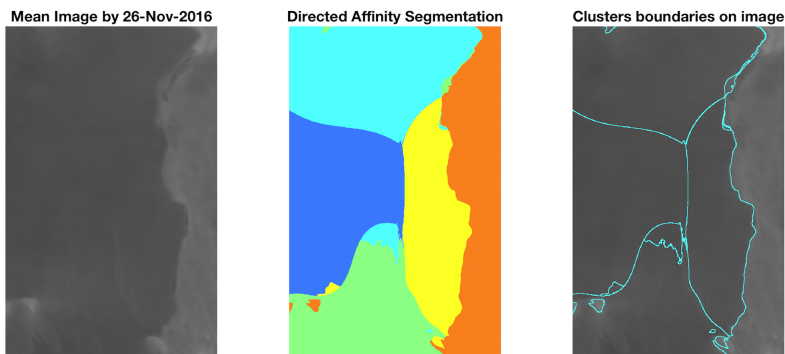 Mean Image by 26-Nov-2016
Directed Affinity Segmentation
Clusters boundaries on image